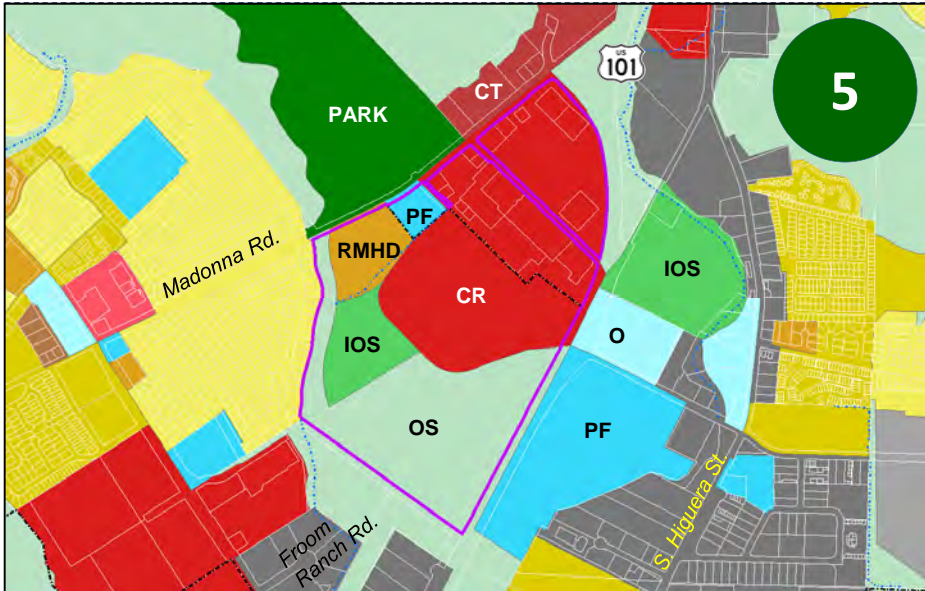 US
101
5
CT
PARK
PF
RMHD
IOS
Madonna Rd.
CR
IOS
O
OS
PF
S. Higuera St.
Froom
Ranch Rd.